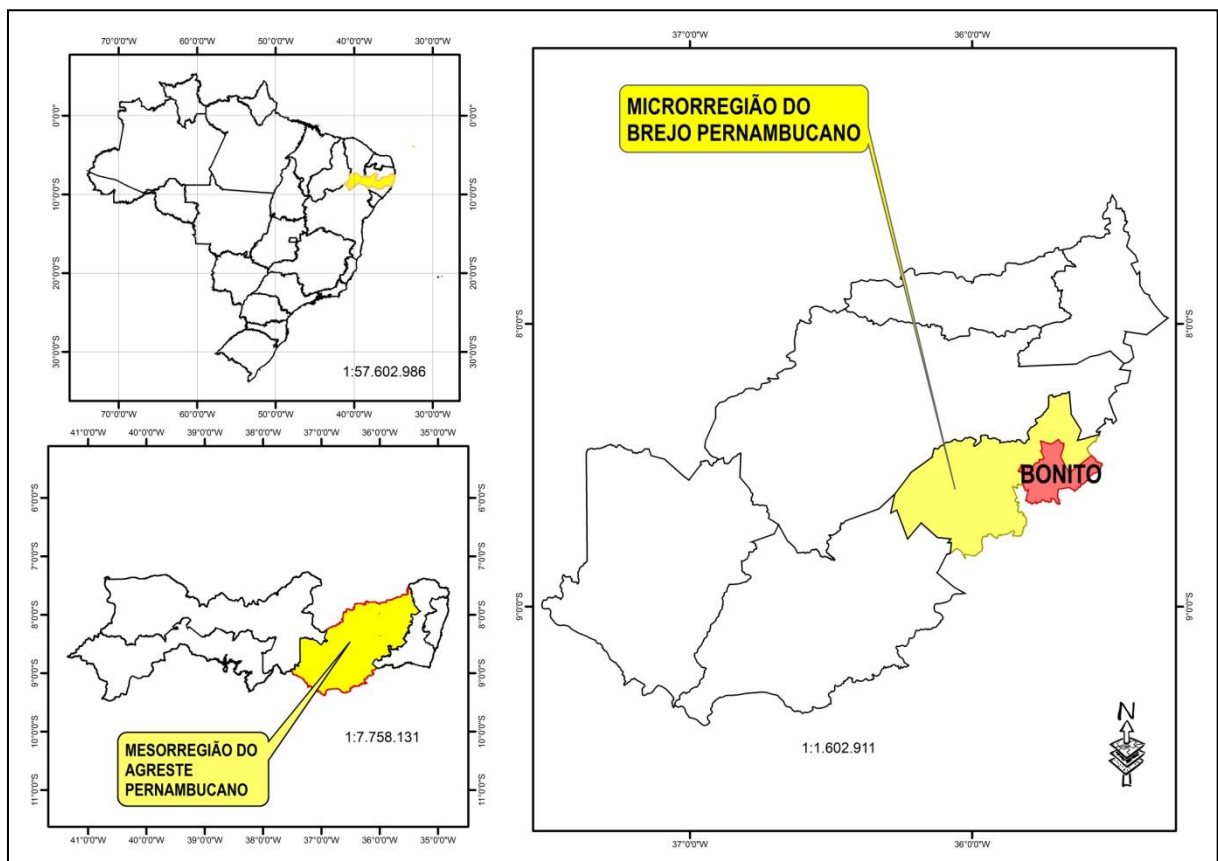 70°0'0"W 60°0'0"W 50°0'0"W 40°0'0"W 30°0'0"W
0°0'0" 0°0'0"
10°0'0"S 10°0'0"S
20°0'0"S 20°0'0"S
30°0'0"S 30°0'0"S
1:57.602.986
70°0'0"W 60°0'0"W 50°0'0"W 40°0'0"W 30°0'0"W
41°0'0"W 40°0'0"W 39°0'0"W 38°0'0"W 37°0'0"W 36°0'0"W 35°0'0"W
6°0'0"S 6°0'0"S
7°0'0"S 7°0'0"S
8°0'0"S 8°0'0"S
9°0'0"S 9°0'0"S
10°0'0"S 10°0'0"S
11°0'0"S 11°0'0"S
MESORREGIÃO DO
AGRESTE
PERNAMBUCANO
1:7.758.131
41°0'0"W 40°0'0"W 39°0'0"W 38°0'0"W 37°0'0"W 36°0'0"W 35°0'0"W
37°0'0"W 36°0'0"W
MICRORREGIÃO DO
BREJO PERNAMBUCANO
8°0'0"S 8°0'0"S
BONITO
9°0'0"S 9°0'0"S
N
1:1.602.911
37°0'0"W 36°0'0"W